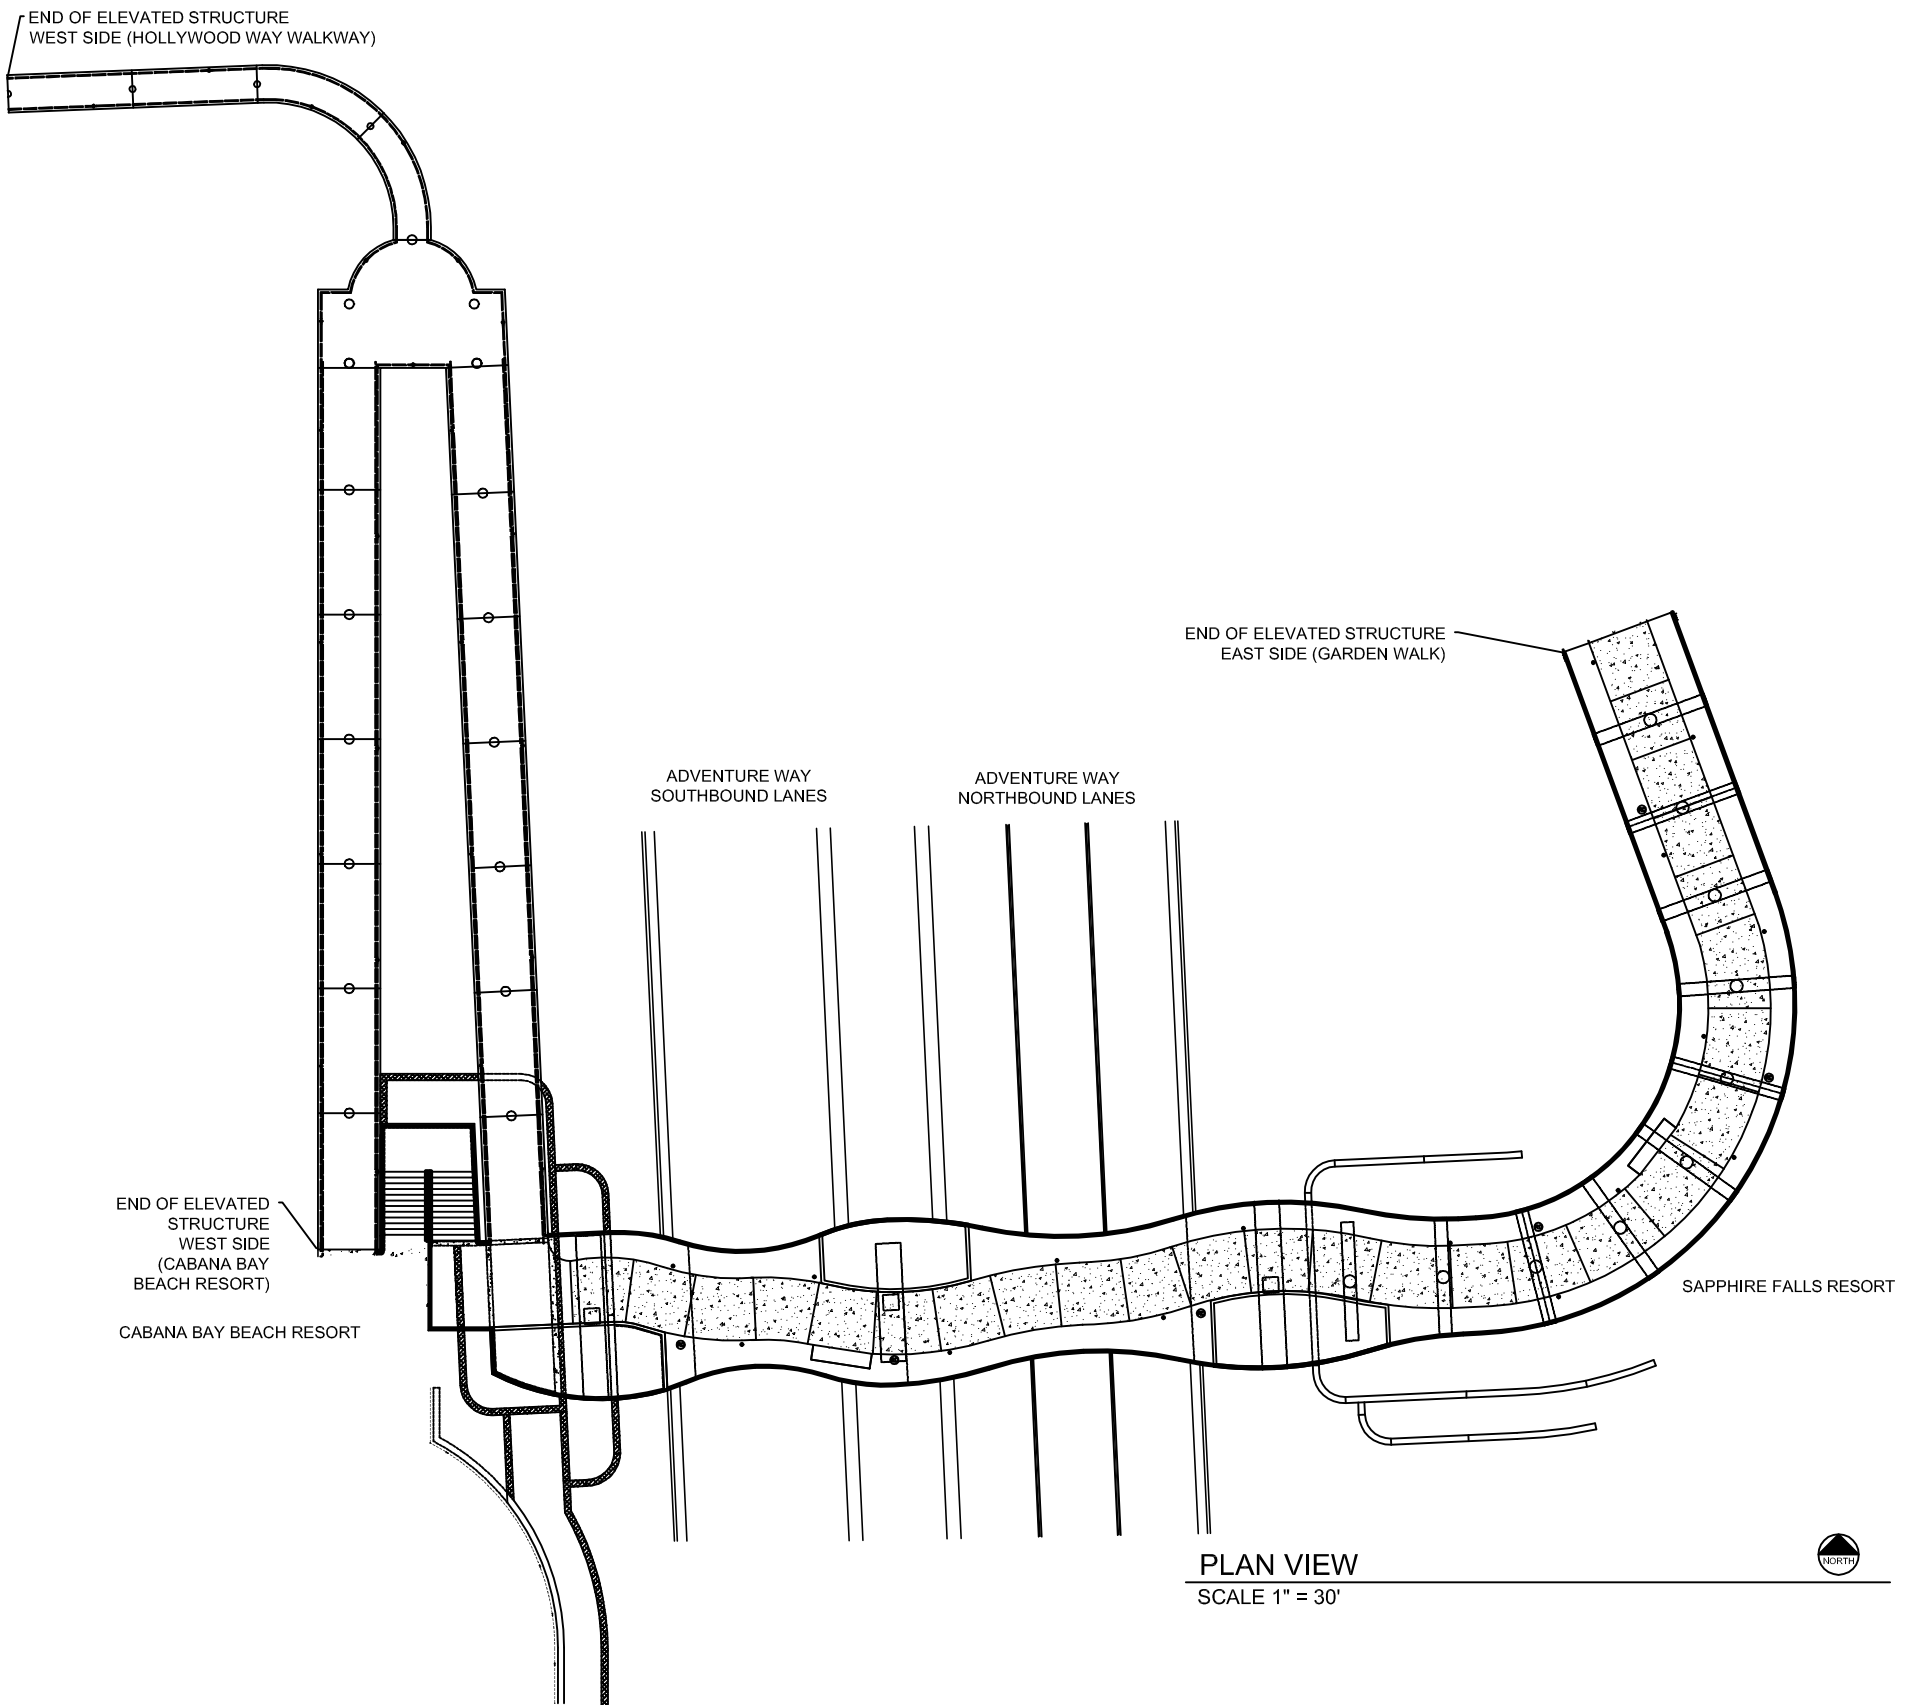 END OF ELEVATED STRUCTURE
WEST SIDE (HOLLYWOOD WAY WALKWAY)
END OF ELEVATED STRUCTURE
EAST SIDE (GARDEN WALK)
ADVENTURE WAY
SOUTHBOUND LANES
ADVENTURE WAY
NORTHBOUND LANES
END OF ELEVATED
STRUCTURE
WEST SIDE
(CABANA BAY
BEACH RESORT)
CABANA BAY BEACH RESORT
SAPPHIRE FALLS RESORT
PLAN VIEW
SCALE 1" = 30'
NORTH